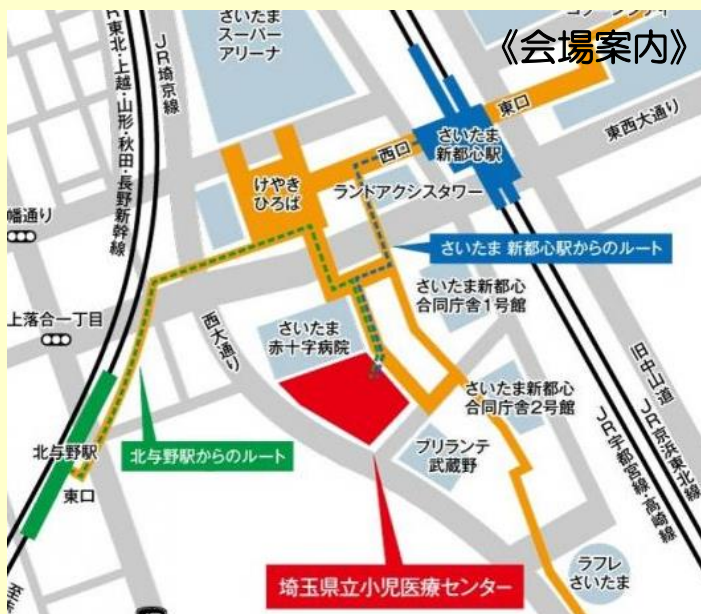 《会場案内》
さいたま
スーパー
アリーナ
JR埼京線
JR東北・上越・山形・秋田・長野新幹線
東口
さいたま
新都心駅
西口
東西大通り
けやき
ひろば
ランドアクシスタワー
幡通り
さいたま 新都心駅からのルート
さいたま新都心
合同庁舎1号館
上落合一丁目
西大通り
さいたま
赤十字病院
旧中山道
さいたま新都心
合同庁舎2号館
JR京浜東北線
JR宇都宮線・高崎線
北与野駅
北与野駅からのルート
ブリランテ
武蔵野
東口
埼玉県立小児医療センター
ラフレ
さいたま
至